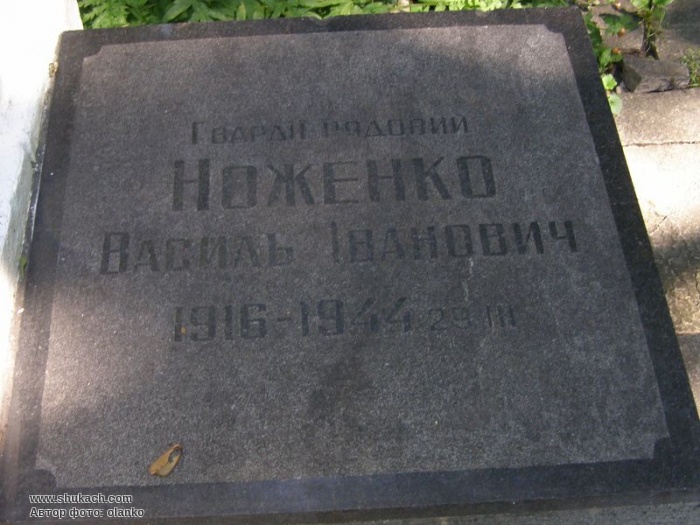 Гвардії рядовий
Ноженко
Василь Іванович
1916-1944 29 III
www.shukach.com
Автор фото: olanko